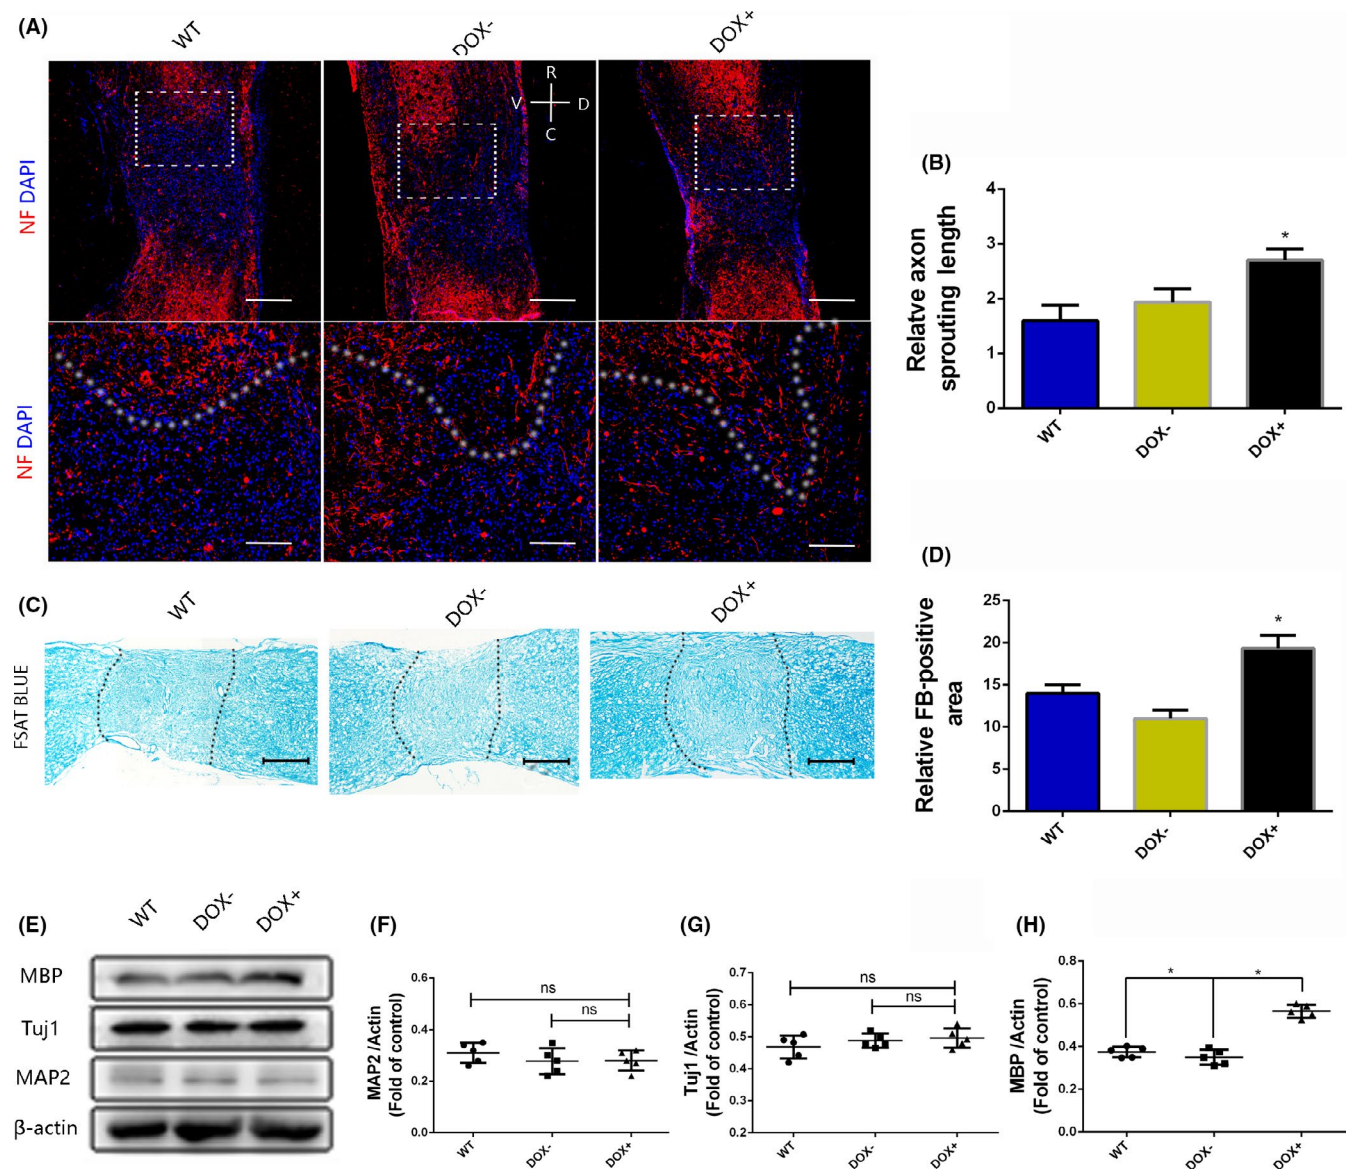 (A)
WT
DOX-
DOX+
NF DAPI
R
V D
C
NF DAPI
(B)
Relatve axon
sprouting length
4
3
2
1
0
*
WT
DOX-
DOX+
(C)
WT
DOX-
DOX+
FSAT BLUE
(D)
Relative FB-positive
area
25
20
15
10
5
0
*
WT
DOX-
DOX+
(E)
WT
DOX-
DOX+
MBP
Tuj1
MAP2
β-actin
(F)
MAP2 /Actin
(Fold of control)
0.6
0.4
0.2
0.0
ns
ns
WT
DOX-
DOX+
(G)
Tuj1 /Actin
(Fold of control)
0.7
0.6
0.5
0.4
0.3
0.2
ns
ns
WT
DOX-
DOX+
(H)
MBP /Actin
(Fold of control)
0.8
0.6
0.4
0.2
0.0
*
*
WT
DOX-
DOX+